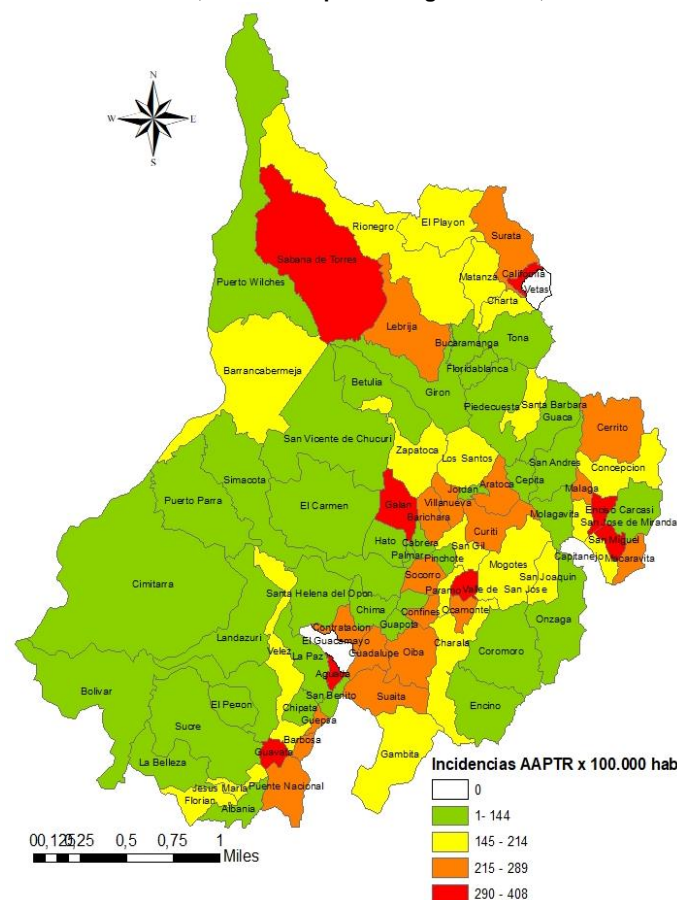 N
W E
S
El Playon
Rionegro
Surata
Sabana de Torres
California
Matanza
Puerto Wilches
Vetas
Charta
Lebrija
Tona
Bucaramanga
Floridablanca
Barrancabermeja
Betulia
Giron
Piedecuesta
Santa Barbara
Guaca
Cerrito
San Vicente de Chucuri
Zapatoca
Los Santos
San Andres
Concepcion
Simacota
Puerto Parra
El Carmen
Galan
Jordan
Aratoca
Cepita
Malaga
Villanueva
Barichara
Enciso
Carcasi
Molagavita
San Jose de Miranda
Curiti
Hato
Cabrera
San Gil
San Miguel
Palmar
Pinchote
Capitanejo
Macaravita
Mogotes
San Joaquin
Socorro
Cimitarra
Santa Helena del Opon
Paramo
Valle de San Jose
Chima
Confines
Ocamonte
Onzaga
Guapota
Contratacion
Landazuri
El Guacamayo
Velez
Charala
La Paz
Guadalupe
Oiba
Coromoro
Aguada
Bolivar
San Benito
Suaita
Encino
El Penon
Chipata
Sucre
Guepsa
Barbosa
Guavata
Gambita
La Belleza
Jesus Maria
Puente Nacional
Florian
Albania
Incidencias AAPTR x 100.000 hab
0
1- 144
145 - 214
215 - 289
290 - 408
0,5 0,75 1
Miles